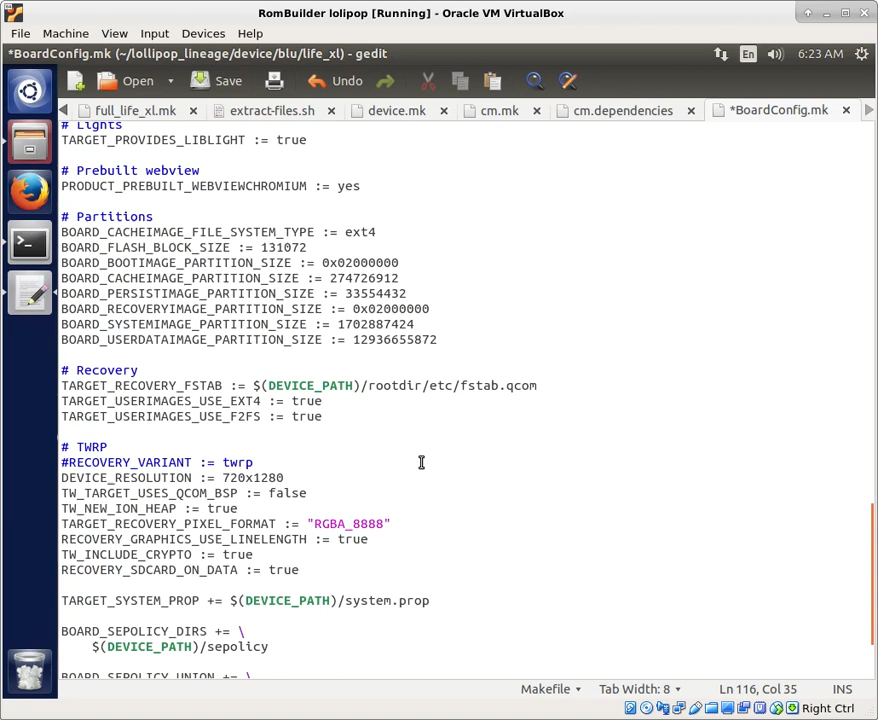 RomBuilder lolipop [Running] - Oracle VM VirtualBox
File Machine View Input Devices Help
*BoardConfig.mk (~/lollipop_lineage/device/blu/life_xl) - gedit
En 6:23 AM
Open Save Undo
full_life_xl.mk × extract-files.sh × device.mk × cm.mk × cm.dependencies × *BoardConfig.mk ×
# Lights
TARGET_PROVIDES_LIBLIGHT := true
# Prebuilt webview
PRODUCT_PREBUILT_WEBVIEWCHROMIUM := yes
# Partitions
BOARD_CACHEIMAGE_FILE_SYSTEM_TYPE := ext4
BOARD_FLASH_BLOCK_SIZE := 131072
BOARD_BOOTIMAGE_PARTITION_SIZE := 0x02000000
BOARD_CACHEIMAGE_PARTITION_SIZE := 274726912
BOARD_PERSISTIMAGE_PARTITION_SIZE := 33554432
BOARD_RECOVERYIMAGE_PARTITION_SIZE := 0x02000000
BOARD_SYSTEMIMAGE_PARTITION_SIZE := 1702887424
BOARD_USERDATAIMAGE_PARTITION_SIZE := 12936655872
# Recovery
TARGET_RECOVERY_FSTAB := $(DEVICE_PATH)/rootdir/etc/fstab.qcom
TARGET_USERIMAGES_USE_EXT4 := true
TARGET_USERIMAGES_USE_F2FS := true
# TWRP
#RECOVERY_VARIANT := twrp
DEVICE_RESOLUTION := 720x1280
TW_TARGET_USES_QCOM_BSP := false
TW_NEW_ION_HEAP := true
TARGET_RECOVERY_PIXEL_FORMAT := "RGBA_8888"
RECOVERY_GRAPHICS_USE_LINELENGTH := true
TW_INCLUDE_CRYPTO := true
RECOVERY_SDCARD_ON_DATA := true
TARGET_SYSTEM_PROP += $(DEVICE_PATH)/system.prop
BOARD_SEPOLICY_DIRS += \
$(DEVICE_PATH)/sepolicy
BOARD_SEPOLICY_UNION += \
Makefile Tab Width: 8 Ln 116, Col 35 INS
Right Ctrl